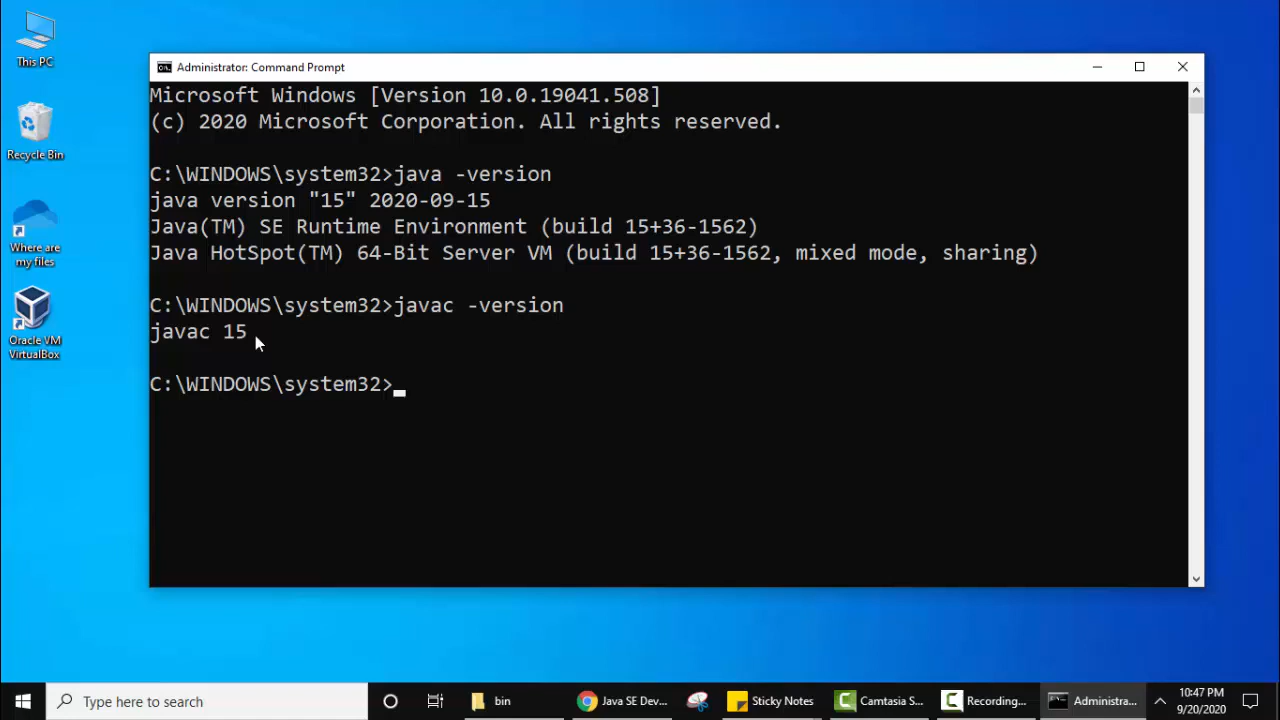 This PC
Recycle Bin
Where are
my files
Oracle VM
VirtualBox
Administrator: Command Prompt
Microsoft Windows [Version 10.0.19041.508]
(c) 2020 Microsoft Corporation. All rights reserved.
C:\WINDOWS\system32>java -version
java version "15" 2020-09-15
Java(TM) SE Runtime Environment (build 15+36-1562)
Java HotSpot(TM) 64-Bit Server VM (build 15+36-1562, mixed mode, sharing)
C:\WINDOWS\system32>javac -version
javac 15
C:\WINDOWS\system32>
Type here to search
bin
Java SE Dev...
Sticky Notes
Camtasia S...
Recording...
Administra...
10:47 PM
9/20/2020